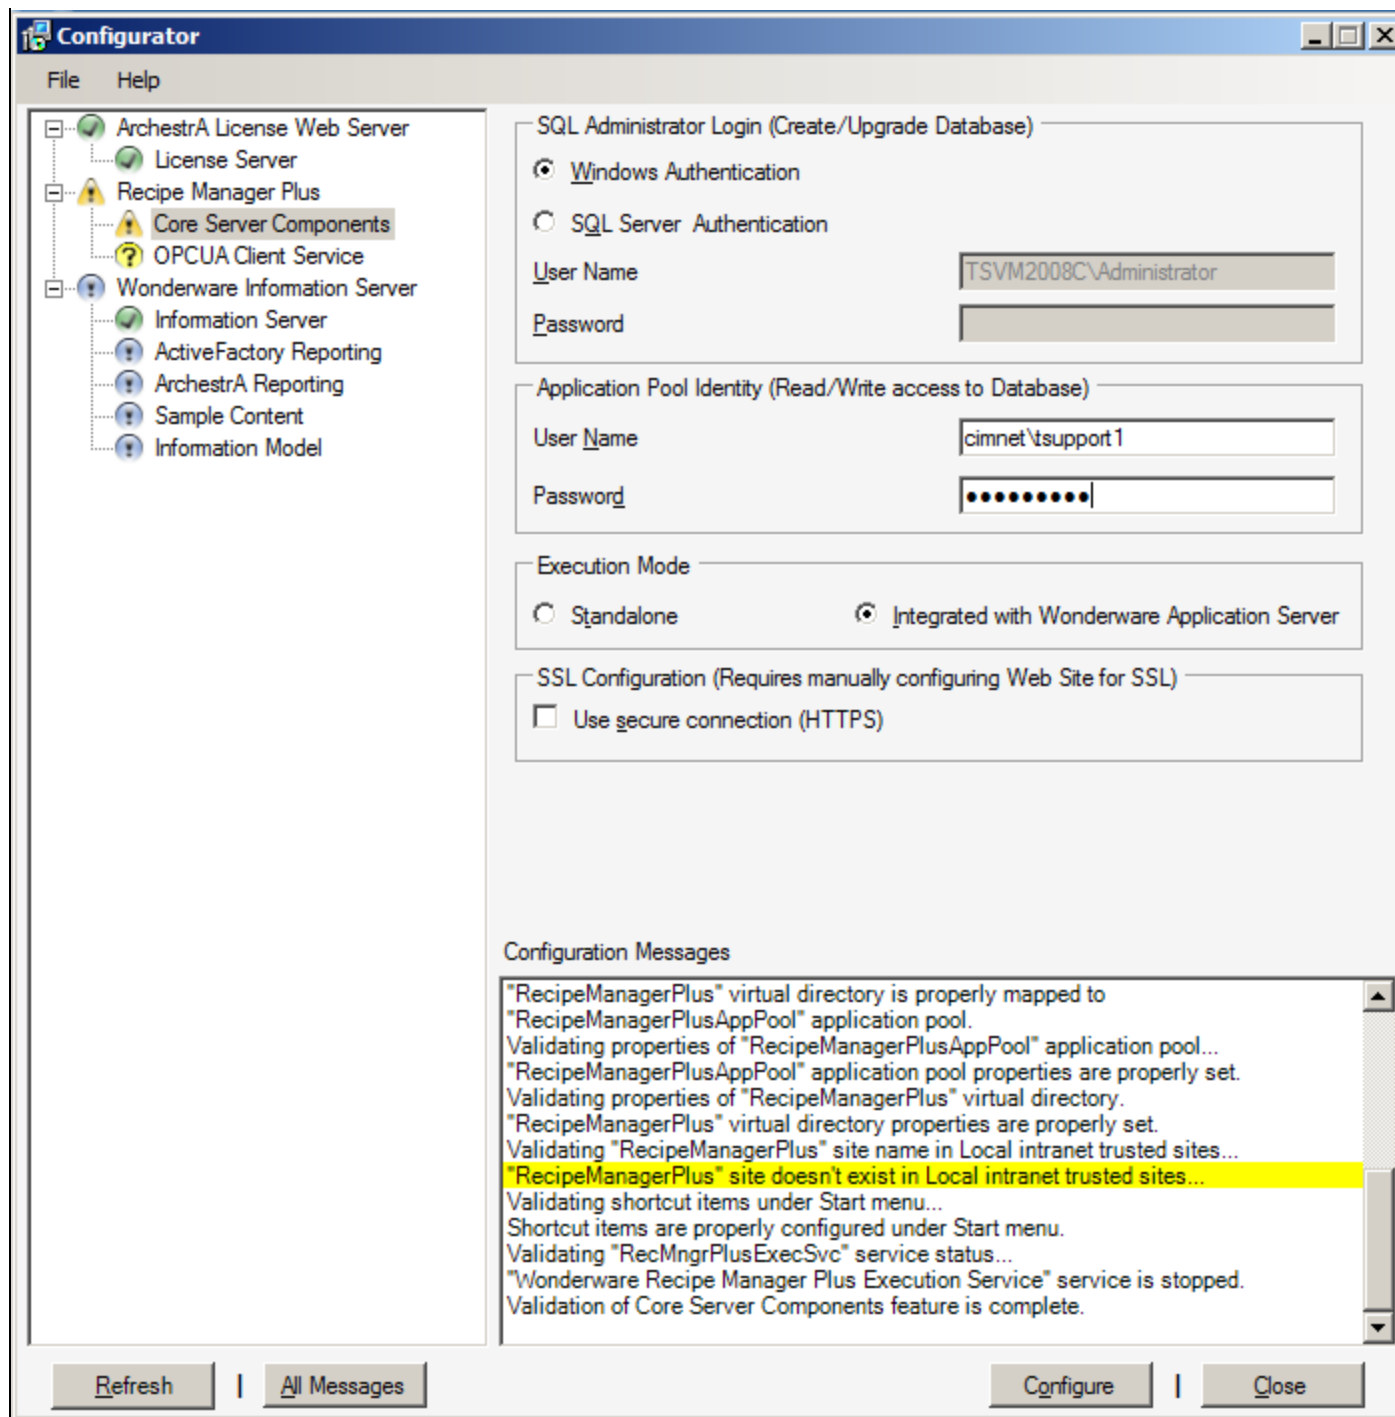 Configurator
File Help
ArchestrA License Web Server
License Server
Recipe Manager Plus
Core Server Components
OPCUA Client Service
Wonderware Information Server
Information Server
ActiveFactory Reporting
ArchestrA Reporting
Sample Content
Information Model
SQL Administrator Login (Create/Upgrade Database)
Windows Authentication
SQL Server Authentication
User Name TSVM2008C\Administrator
Password
Application Pool Identity (Read/Write access to Database)
User Name cimnet\tsupport1
Password •••••••••
Execution Mode
Standalone Integrated with Wonderware Application Server
SSL Configuration (Requires manually configuring Web Site for SSL)
Use secure connection (HTTPS)
Configuration Messages
"RecipeManagerPlus" virtual directory is properly mapped to
"RecipeManagerPlusAppPool" application pool.
Validating properties of "RecipeManagerPlusAppPool" application pool...
"RecipeManagerPlusAppPool" application pool properties are properly set.
Validating properties of "RecipeManagerPlus" virtual directory.
"RecipeManagerPlus" virtual directory properties are properly set.
Validating "RecipeManagerPlus" site name in Local intranet trusted sites...
"RecipeManagerPlus" site doesn't exist in Local intranet trusted sites...
Validating shortcut items under Start menu...
Shortcut items are properly configured under Start menu.
Validating "RecMngrPlusExecSvc" service status...
"Wonderware Recipe Manager Plus Execution Service" service is stopped.
Validation of Core Server Components feature is complete.
Refresh | All Messages Configure | Close